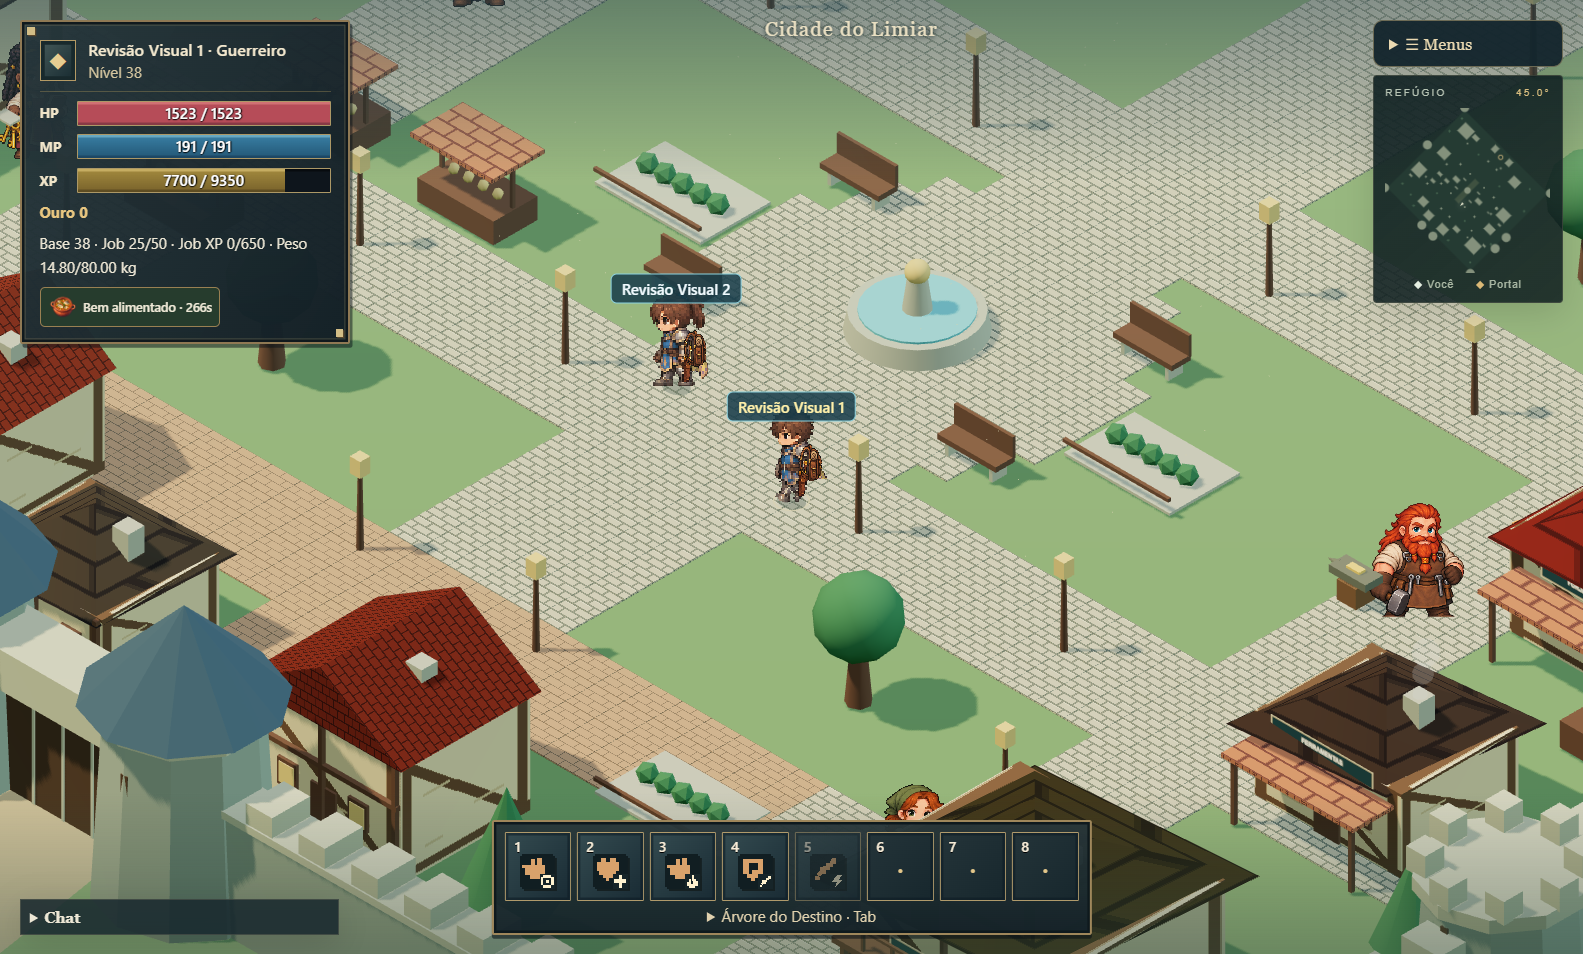 Cidade do Limiar
Revisão Visual 1 · Guerreiro
Nível 38
HP 1523 / 1523
MP 191 / 191
XP 7700 / 9350
Ouro 0
Base 38 · Job 25/50 · Job XP 0/650 · Peso
14.80/80.00 kg
Bem alimentado · 266s
Menus
REFÚGIO 45.0°
Você Portal
Revisão Visual 2
Revisão Visual 1
1 2 3 4 5 6 7 8
Árvore do Destino · Tab
Chat